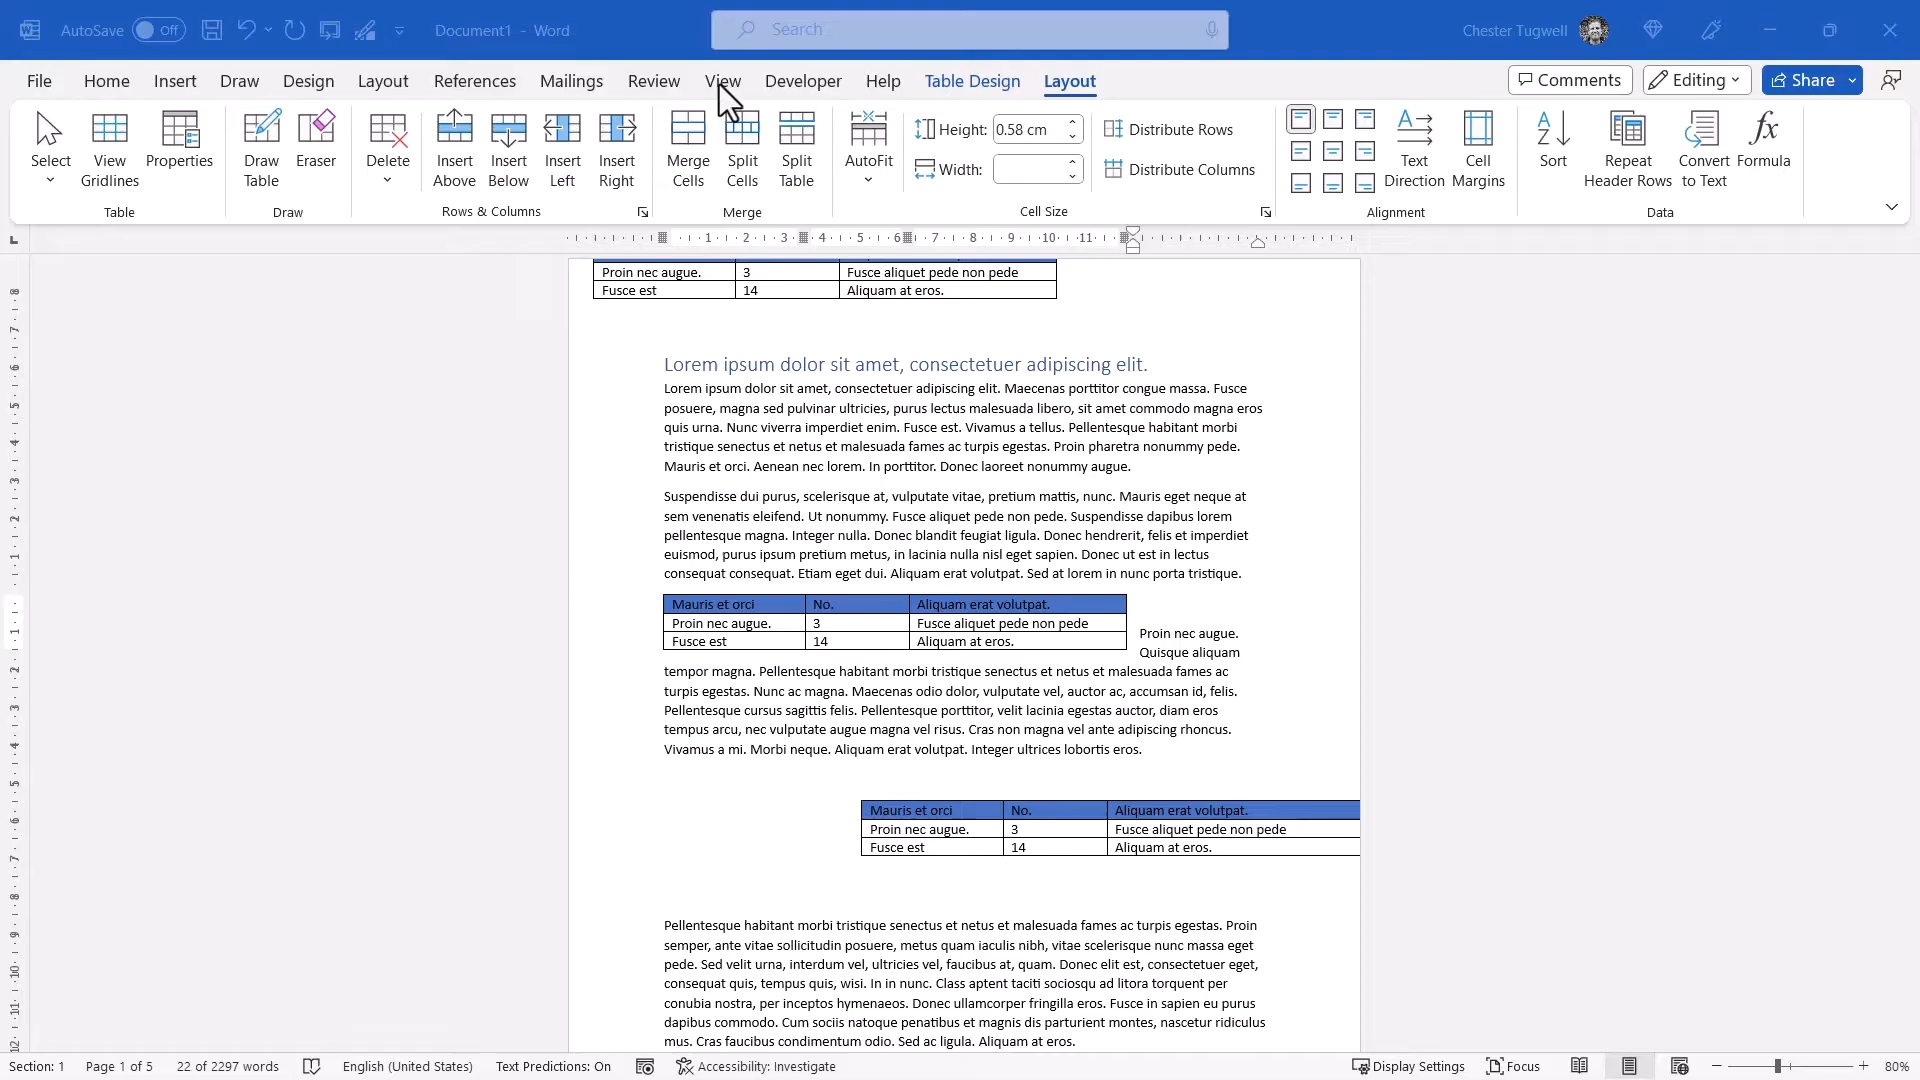 AutoSave Off Document1 - Word Search Chester Tugwell
File Home Insert Draw Design Layout References Mailings Review View Developer Help Table Design Layout Comments Editing Share
Select View Gridlines Properties Draw Table Eraser Delete Insert Above Insert Below Insert Left Insert Right Merge Cells Split Cells Split Table AutoFit Height: 0.58 cm Distribute Rows Text Direction Cell Margins Sort Repeat Header Rows Convert to Text Formula
Width: Distribute Columns
Table Draw Rows & Columns Merge Cell Size Alignment Data
1 2 3 4 5 6 7 8 9 10 11
Proin nec augue. 3 Fusce aliquet pede non pede
Fusce est 14 Aliquam at eros.
Lorem ipsum dolor sit amet, consectetuer adipiscing elit.
Lorem ipsum dolor sit amet, consectetuer adipiscing elit. Maecenas porttitor congue massa. Fusce
posuere, magna sed pulvinar ultricies, purus lectus malesuada libero, sit amet commodo magna eros
quis urna. Nunc viverra imperdiet enim. Fusce est. Vivamus a tellus. Pellentesque habitant morbi
tristique senectus et netus et malesuada fames ac turpis egestas. Proin pharetra nonummy pede.
Mauris et orci. Aenean nec lorem. In porttitor. Donec laoreet nonummy augue.
Suspendisse dui purus, scelerisque at, vulputate vitae, pretium mattis, nunc. Mauris eget neque at
sem venenatis eleifend. Ut nonummy. Fusce aliquet pede non pede. Suspendisse dapibus lorem
pellentesque magna. Integer nulla. Donec blandit feugiat ligula. Donec hendrerit, felis et imperdiet
euismod, purus ipsum pretium metus, in lacinia nulla nisl eget sapien. Donec ut est in lectus
consequat consequat. Etiam eget dui. Aliquam erat volutpat. Sed at lorem in nunc porta tristique.
Mauris et orci No. Aliquam erat volutpat.
Proin nec augue. 3 Fusce aliquet pede non pede
Fusce est 14 Aliquam at eros.
Proin nec augue.
Quisque aliquam
tempor magna. Pellentesque habitant morbi tristique senectus et netus et malesuada fames ac
turpis egestas. Nunc ac magna. Maecenas odio dolor, vulputate vel, auctor ac, accumsan id, felis.
Pellentesque cursus sagittis felis. Pellentesque porttitor, velit lacinia egestas auctor, diam eros
tempus arcu, nec vulputate augue magna vel risus. Cras non magna vel ante adipiscing rhoncus.
Vivamus a mi. Morbi neque. Aliquam erat volutpat. Integer ultrices lobortis eros.
Mauris et orci No. Aliquam erat volutpat.
Proin nec augue. 3 Fusce aliquet pede non pede
Fusce est 14 Aliquam at eros.
Pellentesque habitant morbi tristique senectus et netus et malesuada fames ac turpis egestas. Proin
semper, ante vitae sollicitudin posuere, metus quam iaculis nibh, vitae scelerisque nunc massa eget
pede. Sed velit urna, interdum vel, ultricies vel, faucibus at, quam. Donec elit est, consectetuer eget,
consequat quis, tempus quis, wisi. In in nunc. Class aptent taciti sociosqu ad litora torquent per
conubia nostra, per inceptos hymenaeos. Donec ullamcorper fringilla eros. Fusce in sapien eu purus
dapibus commodo. Cum sociis natoque penatibus et magnis dis parturient montes, nascetur ridiculus
mus. Cras faucibus condimentum odio. Sed ac ligula. Aliquam at eros.
Section: 1 Page 1 of 5 22 of 2297 words English (United States) Text Predictions: On Accessibility: Investigate Display Settings Focus 80%